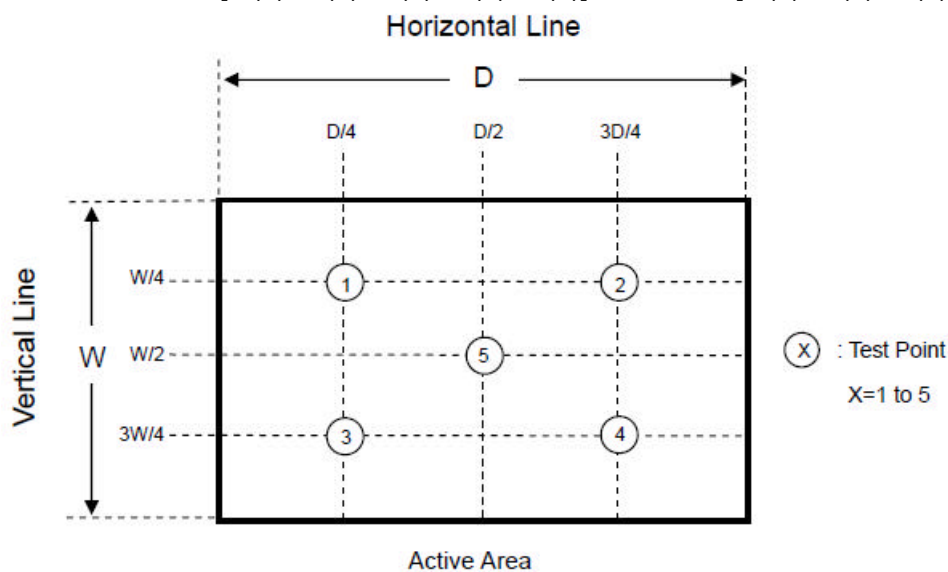 Horizontal Line
D
D/4 D/2 3D/4
W/4
1 2
Vertical Line
W
W/2
5
X : Test Point
X=1 to 5
3W/4
3 4
Active Area